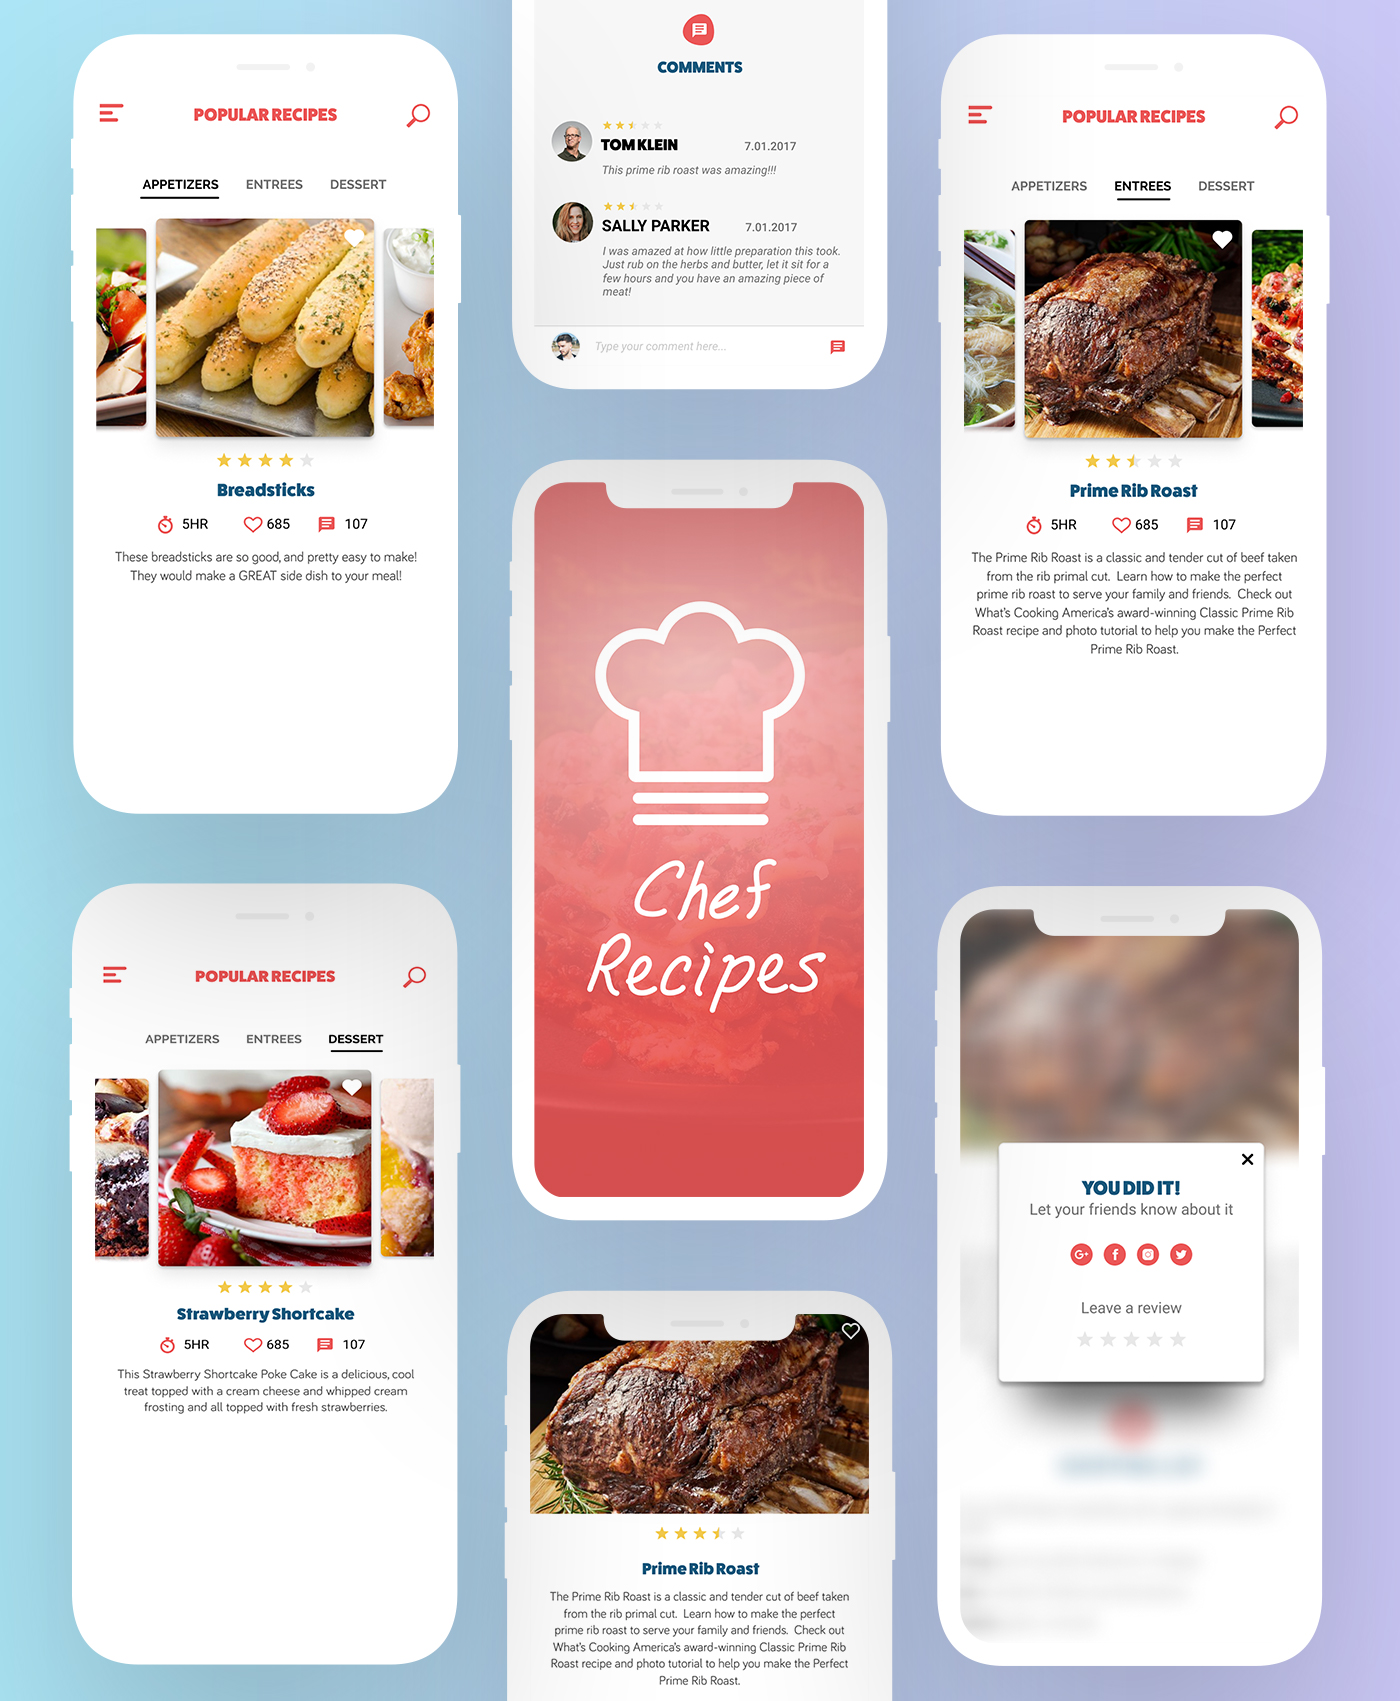 POPULAR RECIPES
APPETIZERS ENTREES DESSERT
Breadsticks
5HR 685 107
These breadsticks are so good, and pretty easy to make!
They would make a GREAT side dish to your meal!
COMMENTS
TOM KLEIN 7.01.2017
This prime rib roast was amazing!!!
SALLY PARKER 7.01.2017
I was amazed at how little preparation this took.
Just rub on the herbs and butter, let it sit for a
few hours and you have an amazing piece of
meat!
Type your comment here...
POPULAR RECIPES
APPETIZERS ENTREES DESSERT
Prime Rib Roast
5HR 685 107
The Prime Rib Roast is a classic and tender cut of beef taken
from the rib primal cut. Learn how to make the perfect
prime rib roast to serve your family and friends. Check out
What's Cooking America's award-winning Classic Prime Rib
Roast recipe and photo tutorial to help you make the Perfect
Prime Rib Roast.
Chef
Recipes
POPULAR RECIPES
APPETIZERS ENTREES DESSERT
Strawberry Shortcake
5HR 685 107
This Strawberry Shortcake Poke Cake is a delicious, cool
treat topped with a cream cheese and whipped cream
frosting and all topped with fresh strawberries.
Prime Rib Roast
The Prime Rib Roast is a classic and tender cut of beef taken
from the rib primal cut. Learn how to make the perfect
prime rib roast to serve your family and friends. Check out
What's Cooking America's award-winning Classic Prime Rib
Roast recipe and photo tutorial to help you make the Perfect
Prime Rib Roast.
YOU DID IT!
Let your friends know about it
G+ f
Leave a review